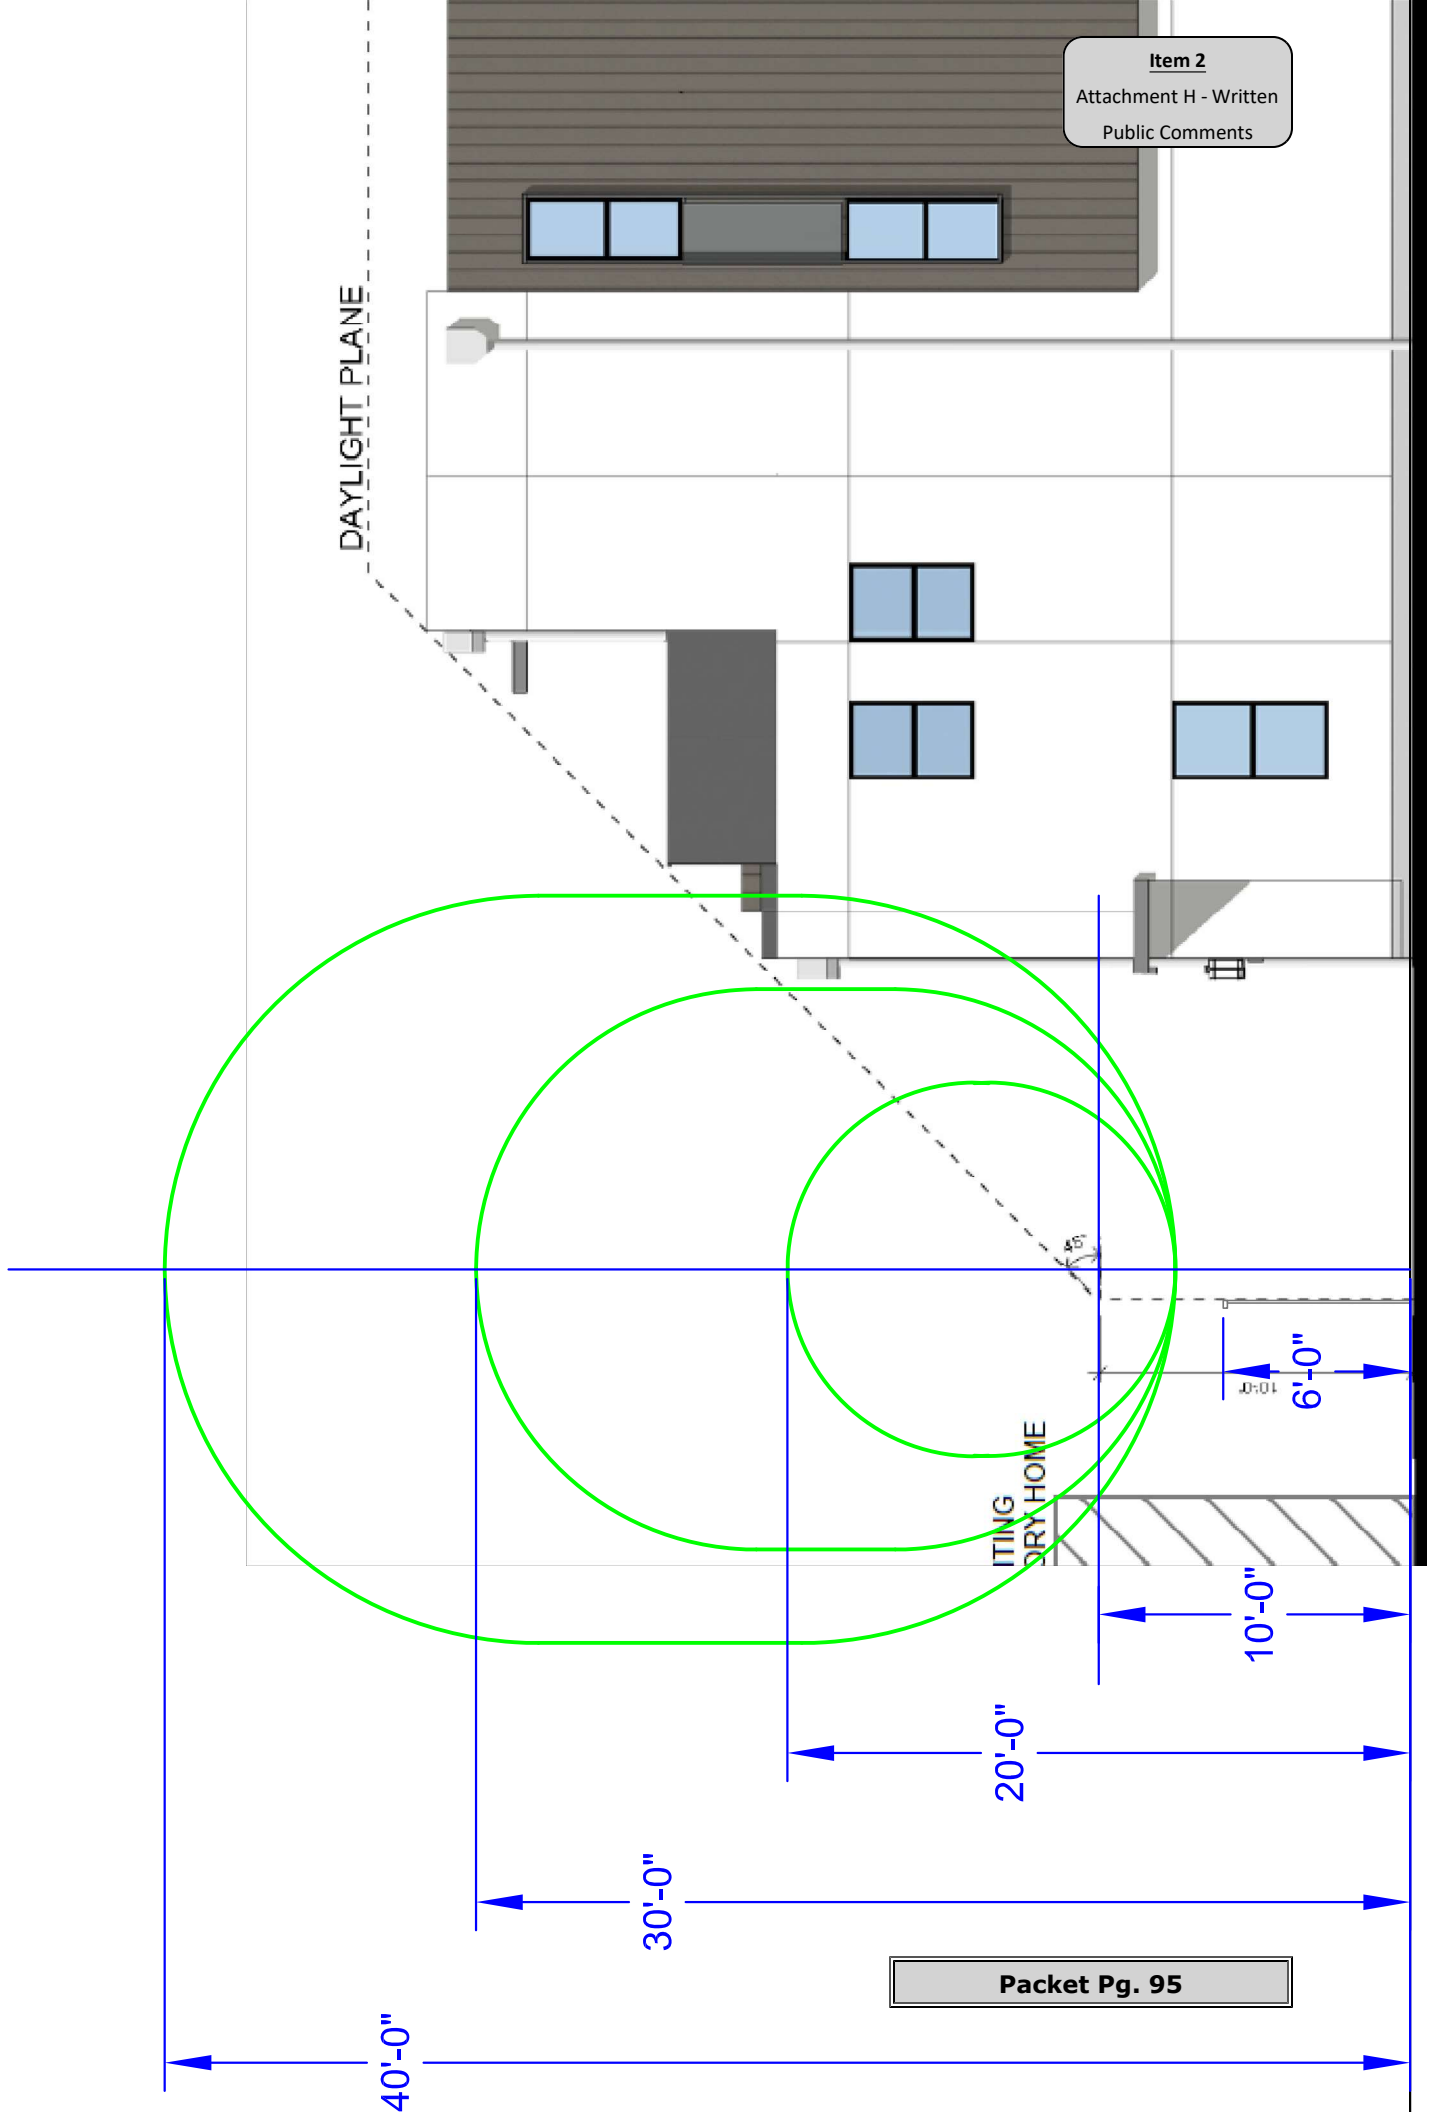 Item 2
Attachment H - Written
Public Comments
DAYLIGHT PLANE
45°
10'-0"
6'-0"
ITING
ORY HOME
10'-0"
20'-0"
30'-0"
40'-0"
Packet Pg. 95